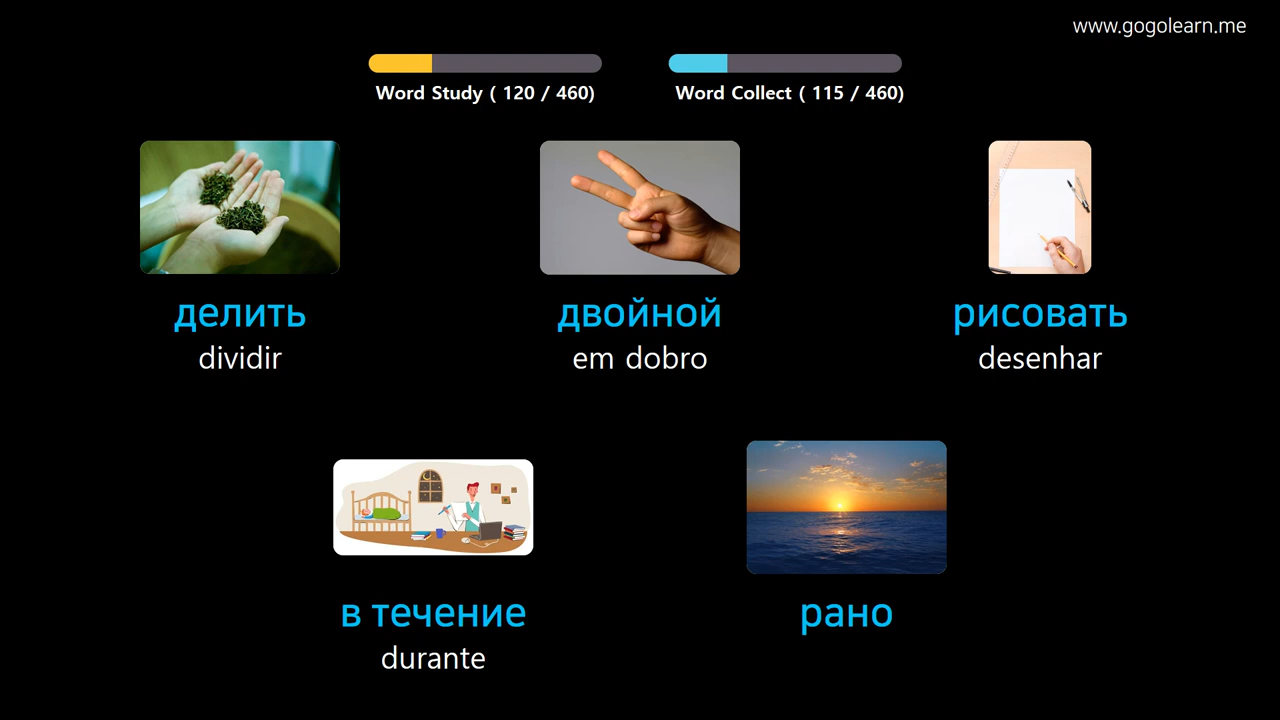 www.gogolearn.me
Word Study ( 120 / 460)
Word Collect ( 115 / 460)
делить
dividir
двойной
em dobro
рисовать
desenhar
в течение
durante
рано